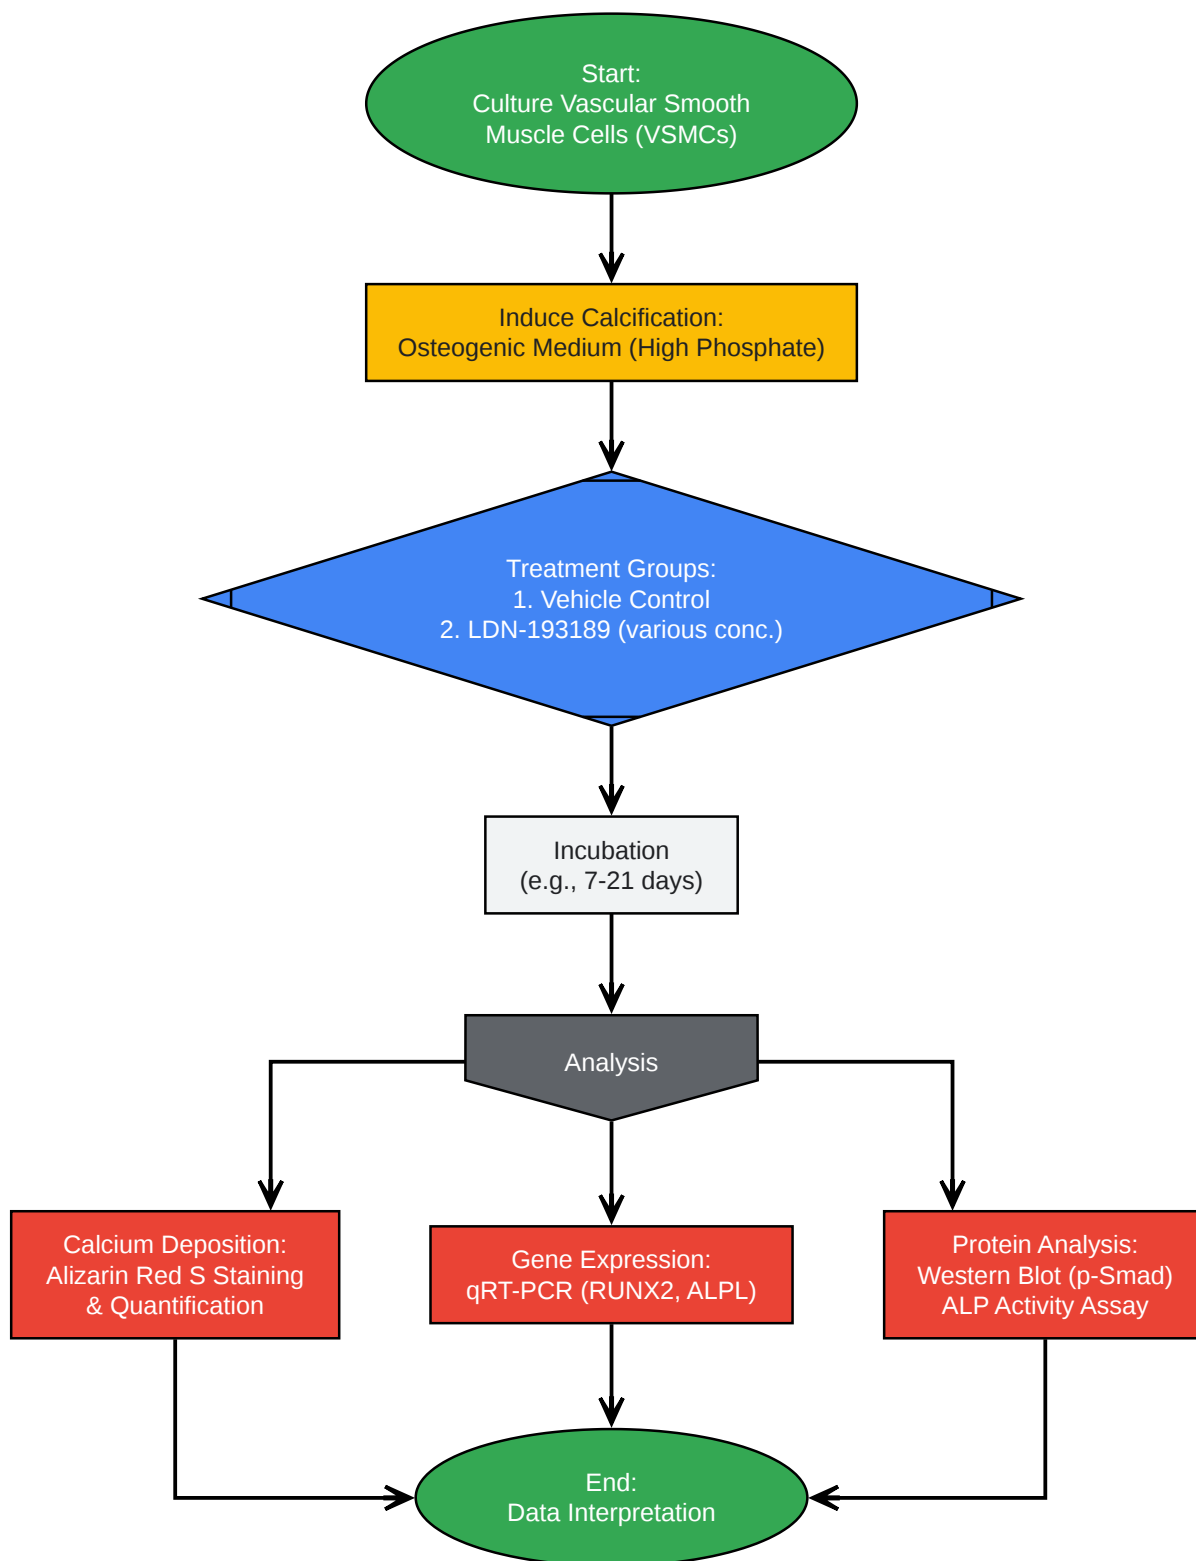 Start:
Culture Vascular Smooth
Muscle Cells (VSMCs)
Induce Calcification:
Osteogenic Medium (High Phosphate)
Treatment Groups:
1. Vehicle Control
2. LDN-193189 (various conc.)
Incubation
(e.g., 7-21 days)
Analysis
Calcium Deposition:
Alizarin Red S Staining
& Quantification
Gene Expression:
qRT-PCR (RUNX2, ALPL)
Protein Analysis:
Western Blot (p-Smad)
ALP Activity Assay
End:
Data Interpretation